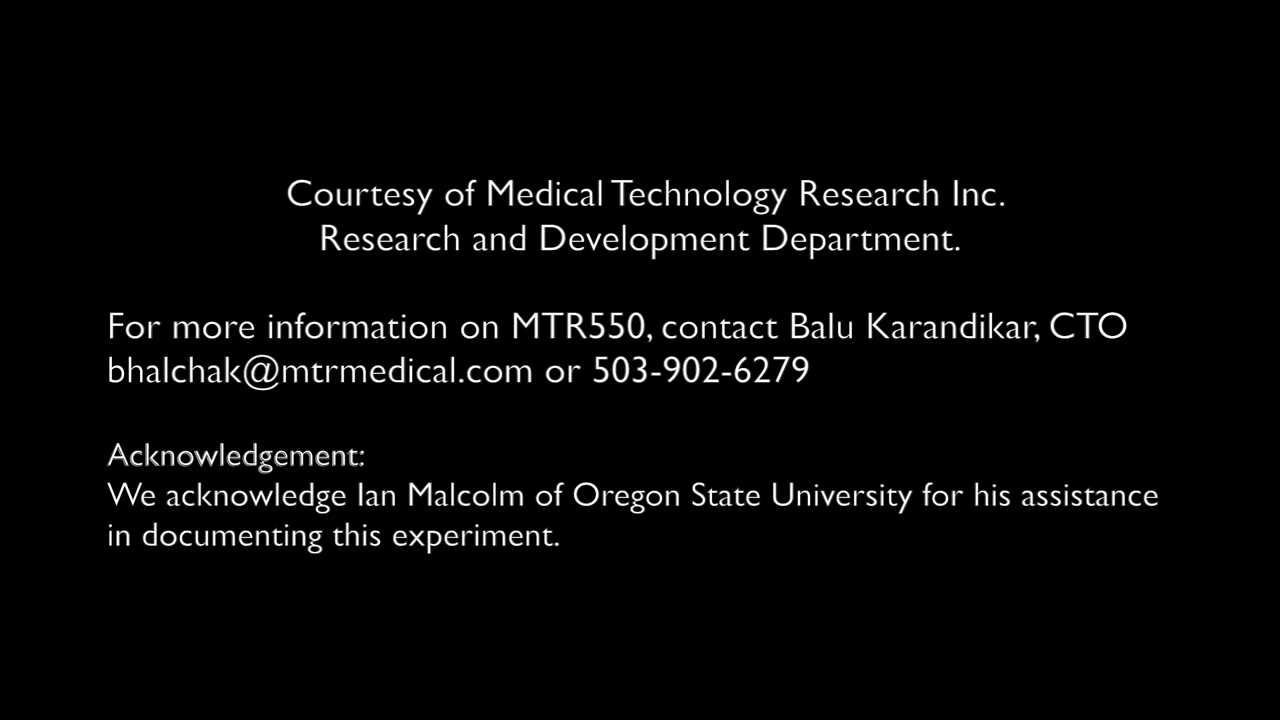 Courtesy of Medical Technology Research Inc.
Research and Development Department.
For more information on MTR550, contact Balu Karandikar, CTO
bhalchak@mtrmedical.com or 503-902-6279
Acknowledgement:
We acknowledge Ian Malcolm of Oregon State University for his assistance
in documenting this experiment.